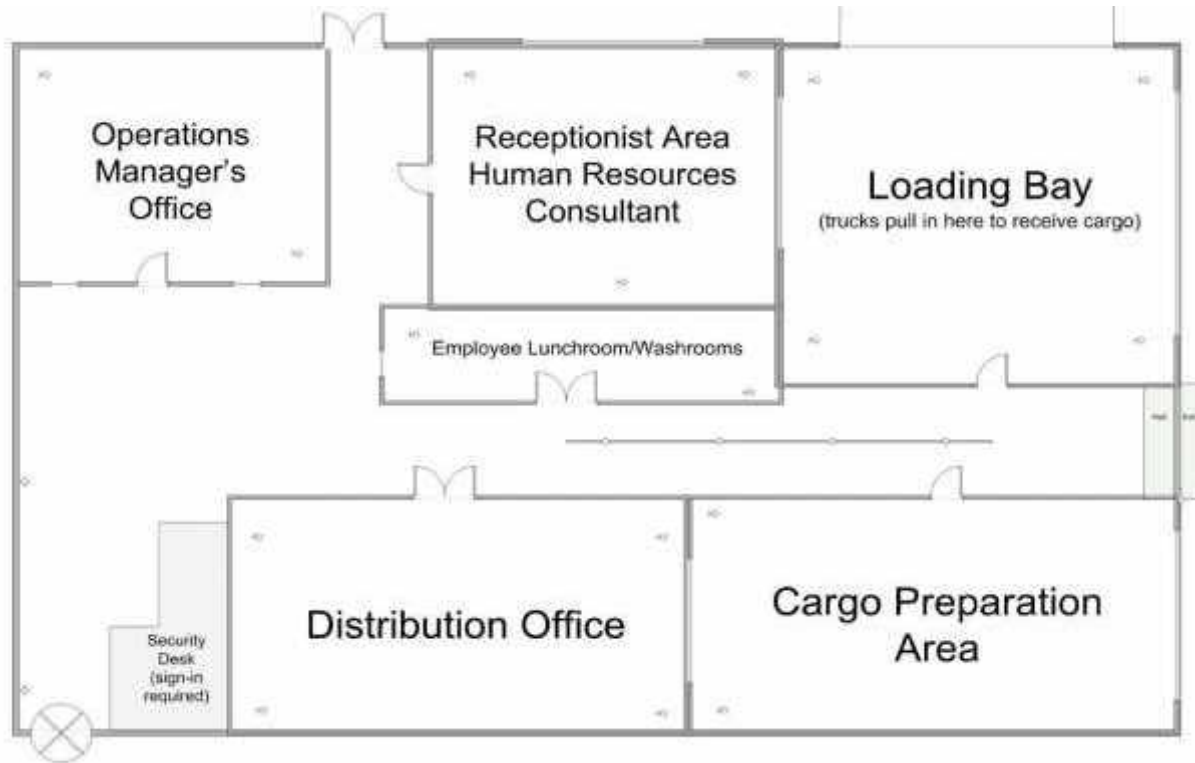 Operations
Manager's
Office
Receptionist Area
Human Resources
Consultant
Loading Bay
(trucks pull in here to receive cargo)
Employee Lunchroom/Washrooms
Distribution Office
Cargo Preparation
Area
Security
Desk
(sign-in
required)